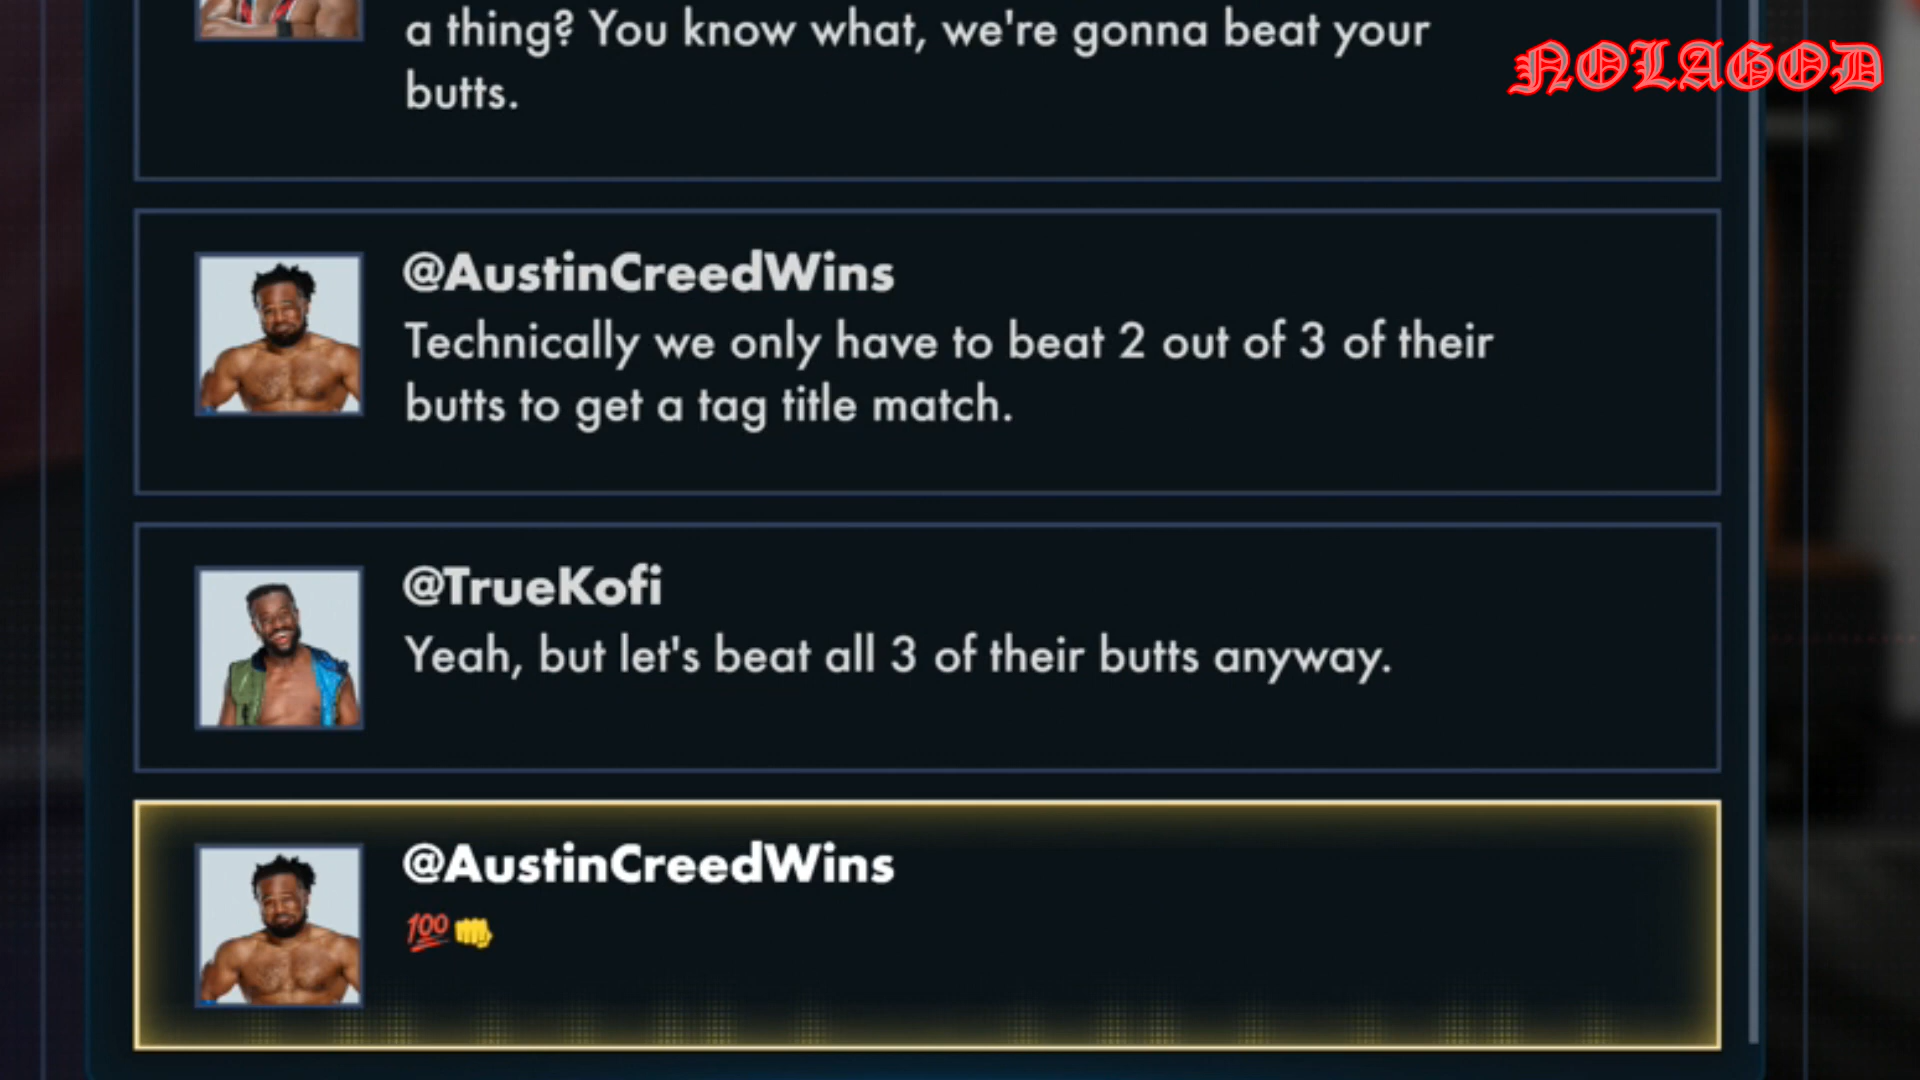 a thing? You know what, we're gonna beat your
NOLAGOD
butts.
@AustinCreedWins
Technically we only have to beat 2 out of 3 of their
butts to get a tag title match.
@TrueKofi
Yeah, but let's beat all 3 of their butts anyway.
@AustinCreedWins
💯👊